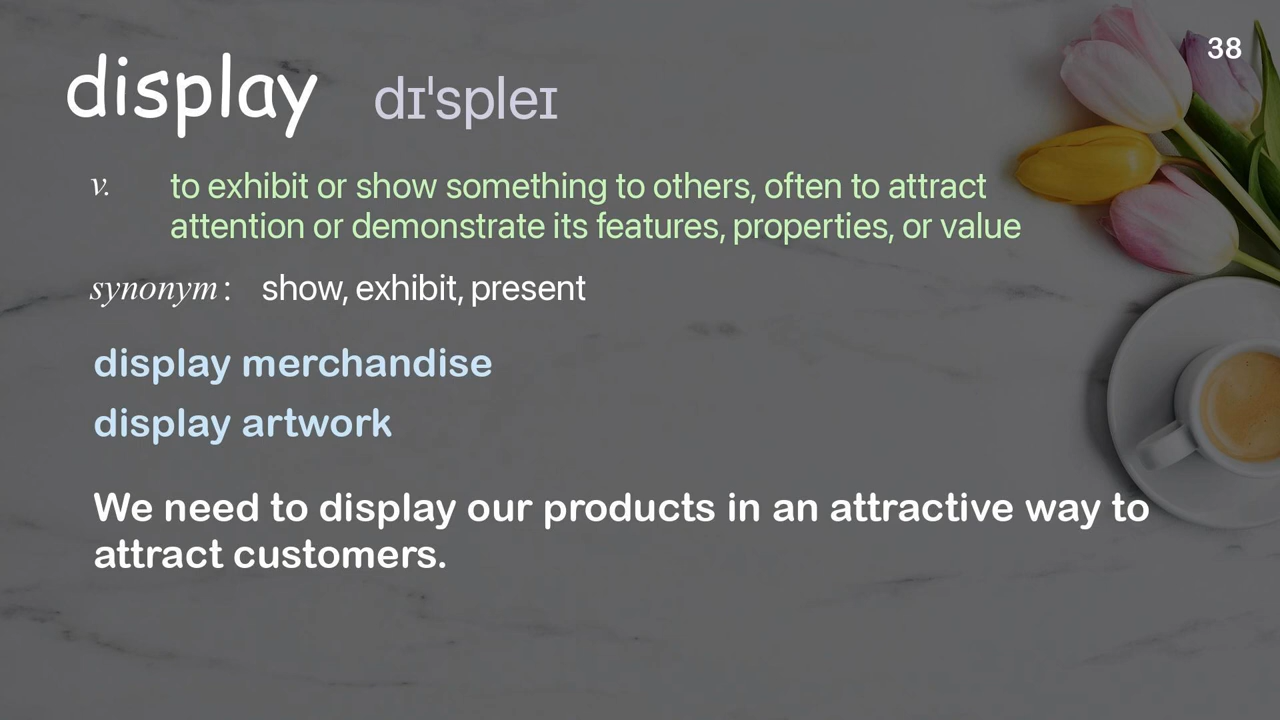 38
display dɪˈspleɪ
v. to exhibit or show something to others, often to attract
attention or demonstrate its features, properties, or value
synonym : show, exhibit, present
display merchandise
display artwork
We need to display our products in an attractive way to
attract customers.